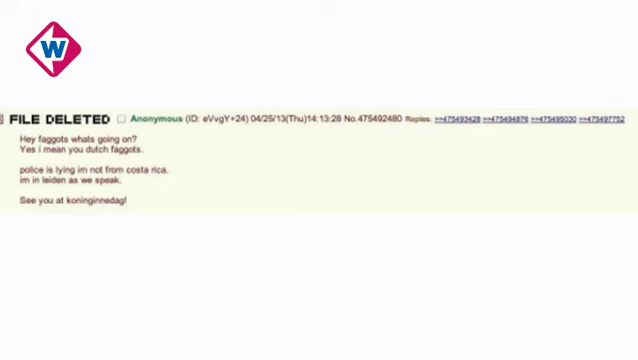 W
FILE DELETED Anonymous (ID: eVvgY+24) 04/25/13(Thu)14:13:28 No.475492480 Replies: >>475493428 >>475494876 >>475495030 >>475497752
Hey faggots whats going on?
Yes i mean you dutch faggots.
police is lying im not from costa rica.
im in leiden as we speak.
See you at koninginnedag!